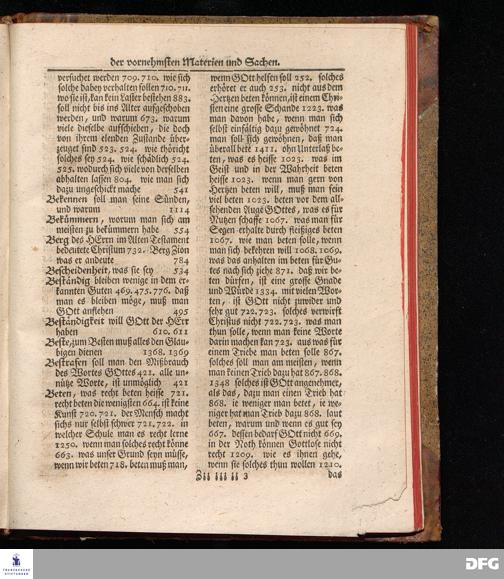 der vornehmsten Materien und Sachen.
versuchet werden 709. 710. wie sich
solche dabey verhalten sollen 710. 711.
wo sie ist, kan kein Laster bestehen 883.
soll nicht bis ins Alter aufgeschoben
werden, und warum 673. warum
viele dieselbe aufschieben, die doch
von ihrem elenden Zustande über-
zeuget sind 523. 524. wie thöricht
solches sey 524. wie schädlich 524.
525. wodurch sich viele von derselben
abhalten lassen 804. wie man sich
dazu ungeschickt mache 541
Bekennen soll man seine Sünden,
und warum 1114
Bekümmern, worum man sich am
meisten zu bekümmern habe 554
Berg des HErrn im Alten Testament
bedeutete Christum 732. Berg Zion
was er andeute 784
Bescheidenheit, was sie sey 534
Beständig bleiben wenige in dem er-
kannten Guten 469. 475. 776. daß
man es bleiben möge, muß man
GOtt anflehen 495
Beständigkeit will GOtt der HErr
haben 610. 611
Beste, zum Besten muß alles den Gläu-
bigen dienen 1368. 1369
Bestrafen soll man den Mißbrauch
des Wortes GOttes 421. alle un-
nütze Worte, ist unmöglich 421
Beten, was recht beten heisse 721.
recht beten die wenigsten 664. ist keine
Kunst 720. 721. der Mensch macht
sichs nur selbst schwer 721. 722. in
welcher Schule man es recht lerne
1250. wenn man solches recht könne
663. was unser Grund seyn müsse,
wenn wir beten 718. beten muß man,
wenn GOtt helfen soll 252. solches
erhöret er auch 253. nicht aus dem
Hertzen beten können, ist einem Chri-
sten eine grosse Schande 1223. was
man davon habe, wenn man sich
selbst einfältig dazu gewöhnet 724.
man soll sich gewöhnen, daß man
überall bete 1411. ohn Unterlaß be-
ten, was es heisse 1023. was im
Geist und in der Wahrheit beten
heisse 1023. wenn man gern von
Hertzen beten will, muß man sein
viel beten 1025. beten vor dem all-
sehenden Auge GOttes, was es für
Nutzen schaffe 1067. was man für
Segen erhalte durch fleißiges beten
1067. wie man beten solle, wenn
man sich bekehren will 1068. 1069.
was das anhalten im beten für Gu-
tes nach sich ziehe 871. daß wir be-
ten dürfen, ist eine grosse Gnade
und Würde 1334. mit vielen Wor-
ten, ist GOtt nicht zuwider und
sehr gut 722. 723. solches verwirft
Christus nicht 722. 723. was man
thun solle, wenn man keine Worte
darin machen kan 723. aus was für
einem Triebe man beten solle 867.
solches soll man am meisten, wenn
man keinen Trieb dazu hat 867. 868.
1348 solches ist GOtt angenehmer,
als das, dazu man einen Trieb hat
868. ie weniger man betet, ie we-
niger hat man Trieb dazu 868. laut
beten, warum und wenn es gut sey
667. dessen bedarf GOtt nicht 669.
in der Noth können Gottlose nicht
recht 1209. wie es ihnen gehe,
wenn sie solches thun wollen 1210.
3 das
DFG